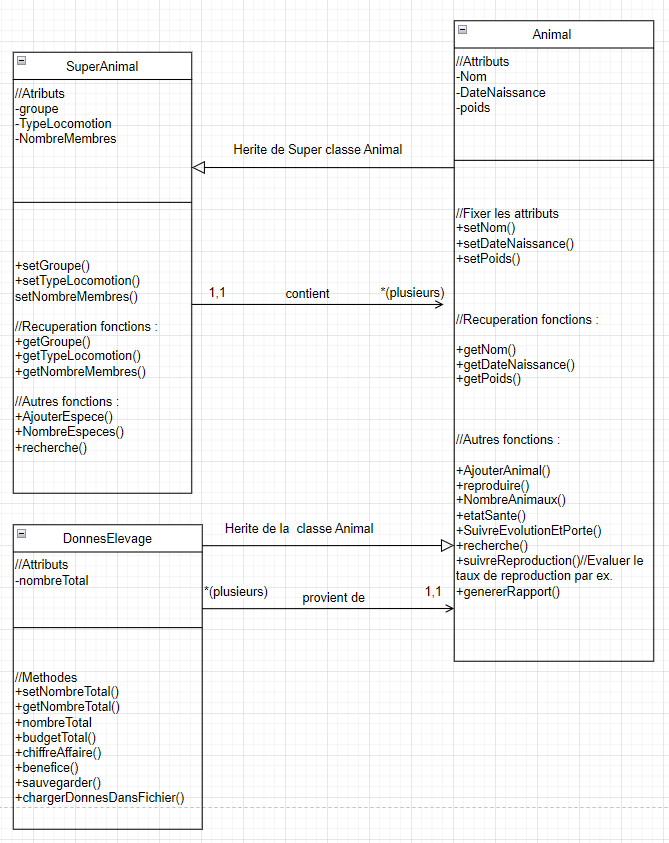 SuperAnimal
//Atributs
-groupe
-TypeLocomotion
-NombreMembres
+setGroupe()
+setTypeLocomotion()
setNombreMembres()
//Recuperation fonctions :
+getGroupe()
+getTypeLocomotion()
+getNombreMembres()
//Autres fonctions :
+AjouterEspece()
+NombreEspeces()
+recherche()
Herite de Super classe Animal
1,1
contient
*(plusieurs)
Animal
//Attributs
-Nom
-DateNaissance
-poids
//Fixer les attributs
+setNom()
+setDateNaissance()
+setPoids()
//Recuperation fonctions :
+getNom()
+getDateNaissance()
+getPoids()
//Autres fonctions :
+AjouterAnimal()
+reproduire()
+NombreAnimaux()
+etatSante()
+SuivreEvolutionEtPorte()
+recherche()
+suivreReproduction()//Evaluer le
taux de reproduction par ex.
+genererRapport()
DonnesElevage
//Attributs
-nombreTotal
//Methodes
+setNombreTotal()
+getNombreTotal()
+nombreTotal
+budgetTotal()
+chiffreAffaire()
+benefice()
+sauvegarder()
+chargerDonnesDansFichier()
Herite de la  classe Animal
*(plusieurs)
provient de
1,1